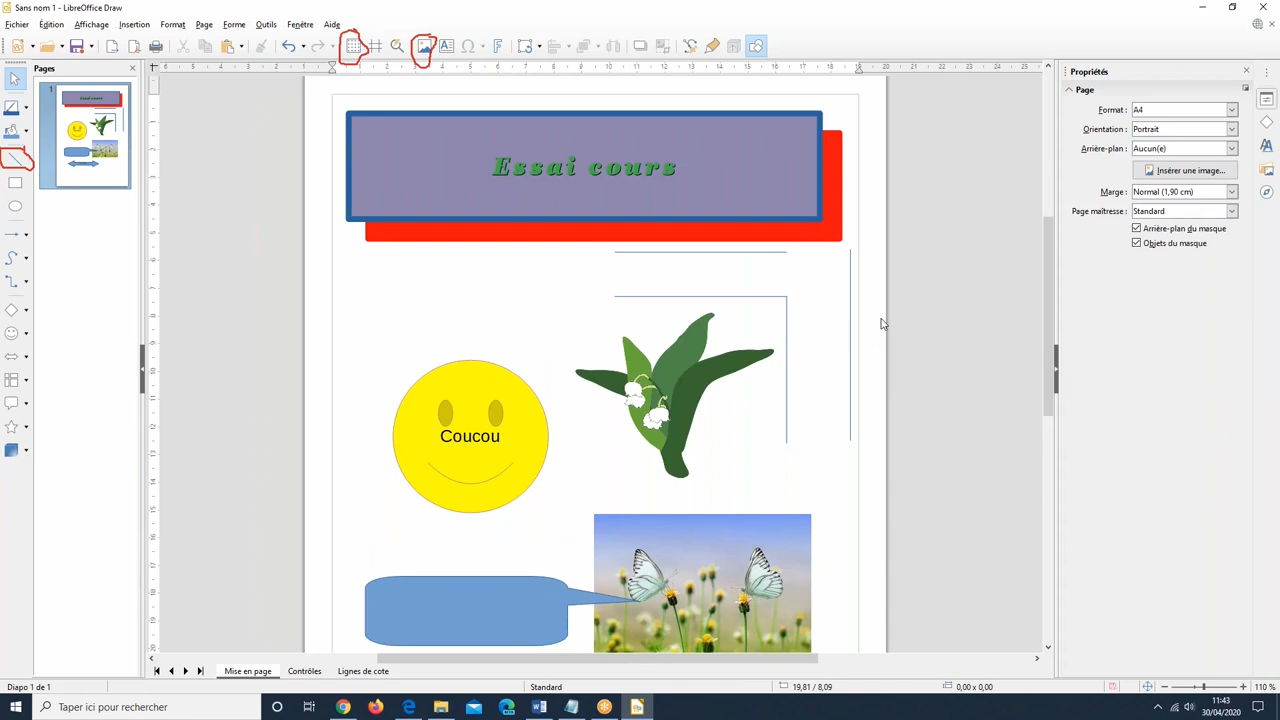 Sans nom 1 - LibreOffice Draw
Fichier Édition Affichage Insertion Format Page Forme Outils Fenêtre Aide
Pages
1
Essai cours
Coucou
Propriétés
Page
Format : A4
Orientation : Portrait
Arrière-plan : Aucun(e)
Insérer une image...
Marge : Normal (1,90 cm)
Page maîtresse : Standard
Arrière-plan du masque
Objets du masque
Mise en page Contrôles Lignes de cote
Diapo 1 de 1 Standard 19,81 / 8,09 0,00 x 0,00 110 %
Taper ici pour rechercher
11:43
30/04/2020